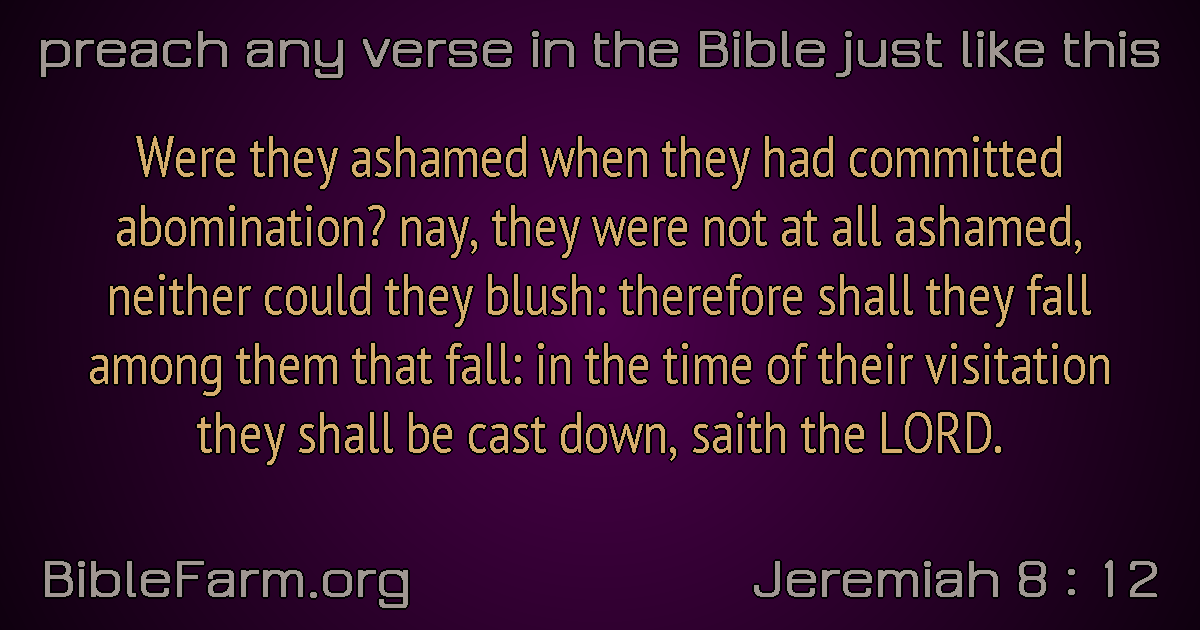 preach any verse in the Bible just like this
Were they ashamed when they had committed
abomination? nay, they were not at all ashamed,
neither could they blush: therefore shall they fall
among them that fall: in the time of their visitation
they shall be cast down, saith the LORD.
BibleFarm.org
Jeremiah 8 : 12